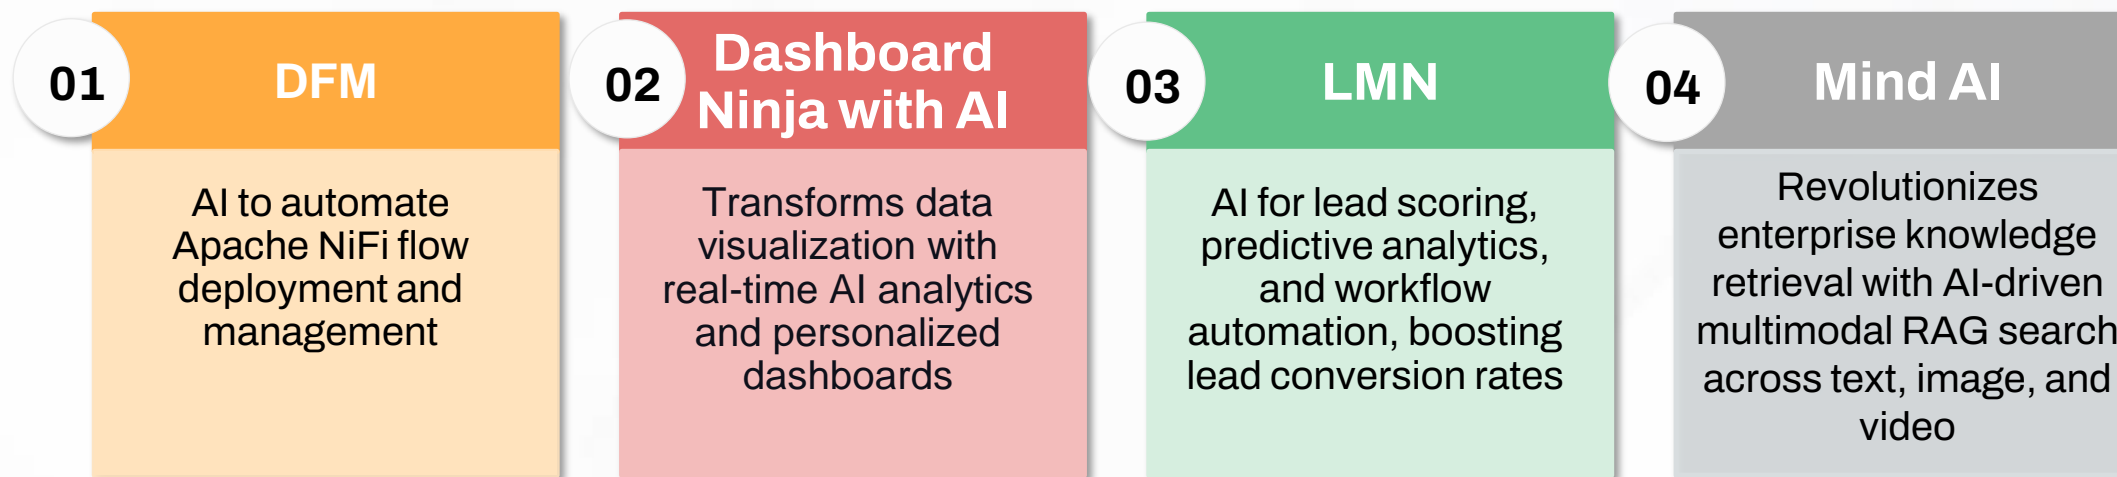 01
DFM
AI to automate
Apache NiFi flow
deployment and
management
02
Dashboard
Ninja with AI
Transforms data
visualization with
real-time AI analytics
and personalized
dashboards
03
LMN
AI for lead scoring,
predictive analytics,
and workflow
automation, boosting
lead conversion rates
04
Mind AI
Revolutionizes
enterprise knowledge
retrieval with AI-driven
multimodal RAG search
across text, image, and
video